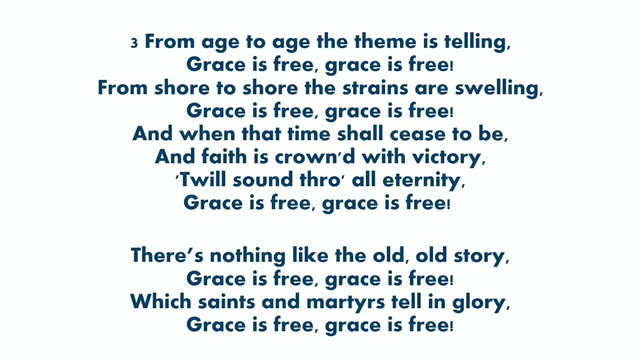 3 From age to age the theme is telling,
Grace is free, grace is free!
From shore to shore the strains are swelling,
Grace is free, grace is free!
And when that time shall cease to be,
And faith is crown'd with victory,
'Twill sound thro' all eternity,
Grace is free, grace is free!
There's nothing like the old, old story,
Grace is free, grace is free!
Which saints and martyrs tell in glory,
Grace is free, grace is free!